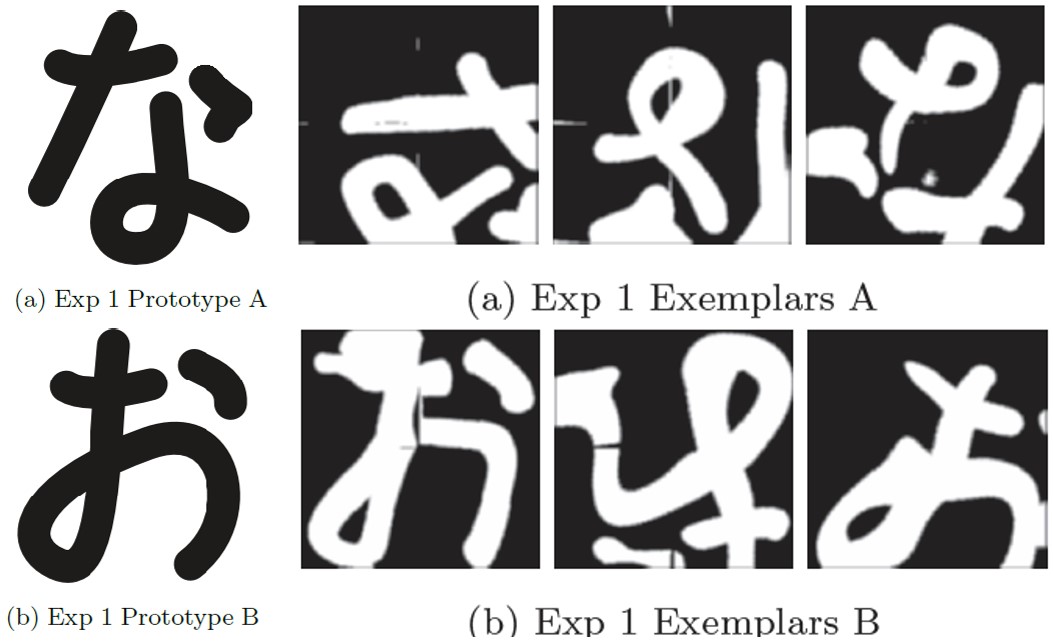 な
(a) Exp 1 Prototype A
(a) Exp 1 Exemplars A
お
(b) Exp 1 Prototype B
(b) Exp 1 Exemplars B